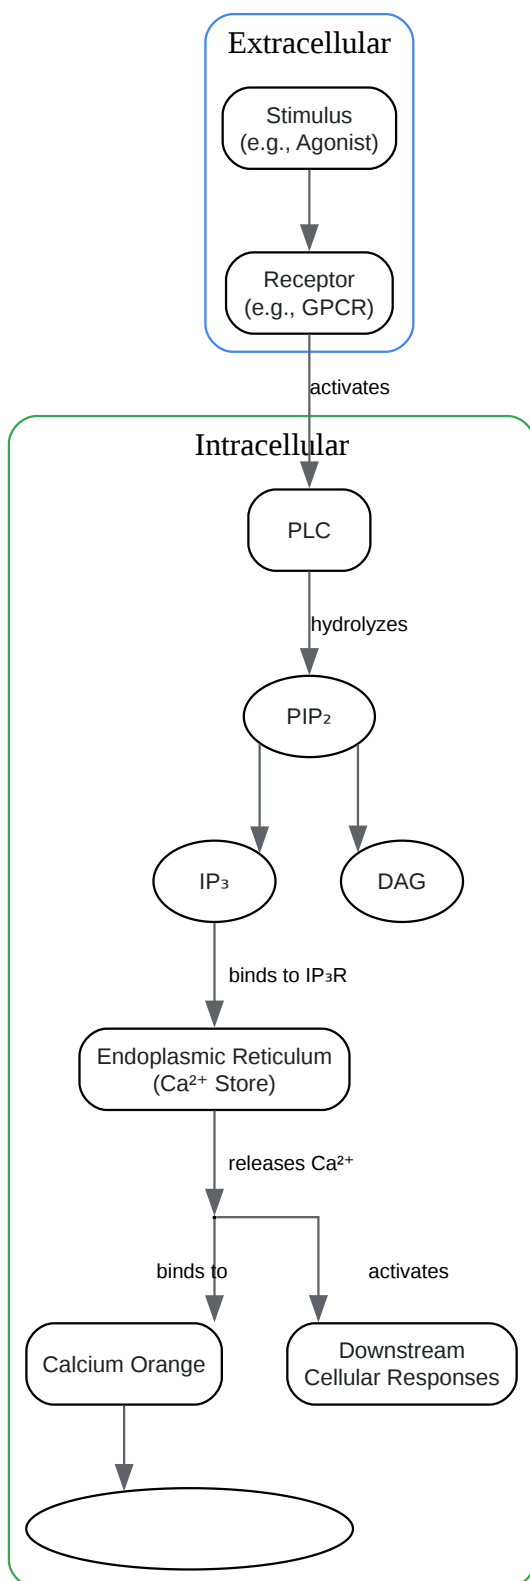 Extracellular
Stimulus
(e.g., Agonist)
Receptor
(e.g., GPCR)
activates
Intracellular
PLC
hydrolyzes
PIP₂
IP₃
DAG
binds to IP₃R
Endoplasmic Reticulum
(Ca²⁺ Store)
releases Ca²⁺
binds to
activates
Calcium Orange
Downstream
Cellular Responses